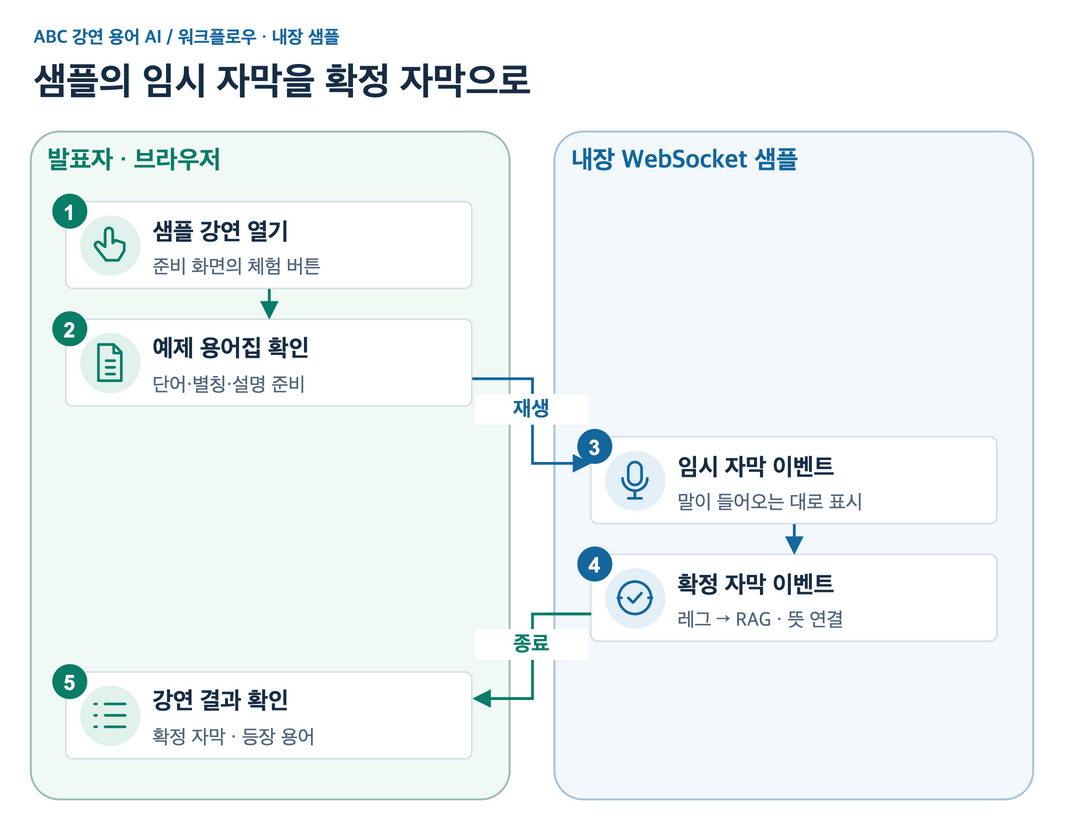 ABC 강연 용어 AI / 워크플로우 · 내장 샘플
샘플의 임시 자막을 확정 자막으로
발표자 · 브라우저
1
샘플 강연 열기
준비 화면의 체험 버튼
2
예제 용어집 확인
단어·별칭·설명 준비
재생
내장 WebSocket 샘플
3
임시 자막 이벤트
말이 들어오는 대로 표시
4
확정 자막 이벤트
레그 → RAG · 뜻 연결
종료
5
강연 결과 확인
확정 자막 · 등장 용어